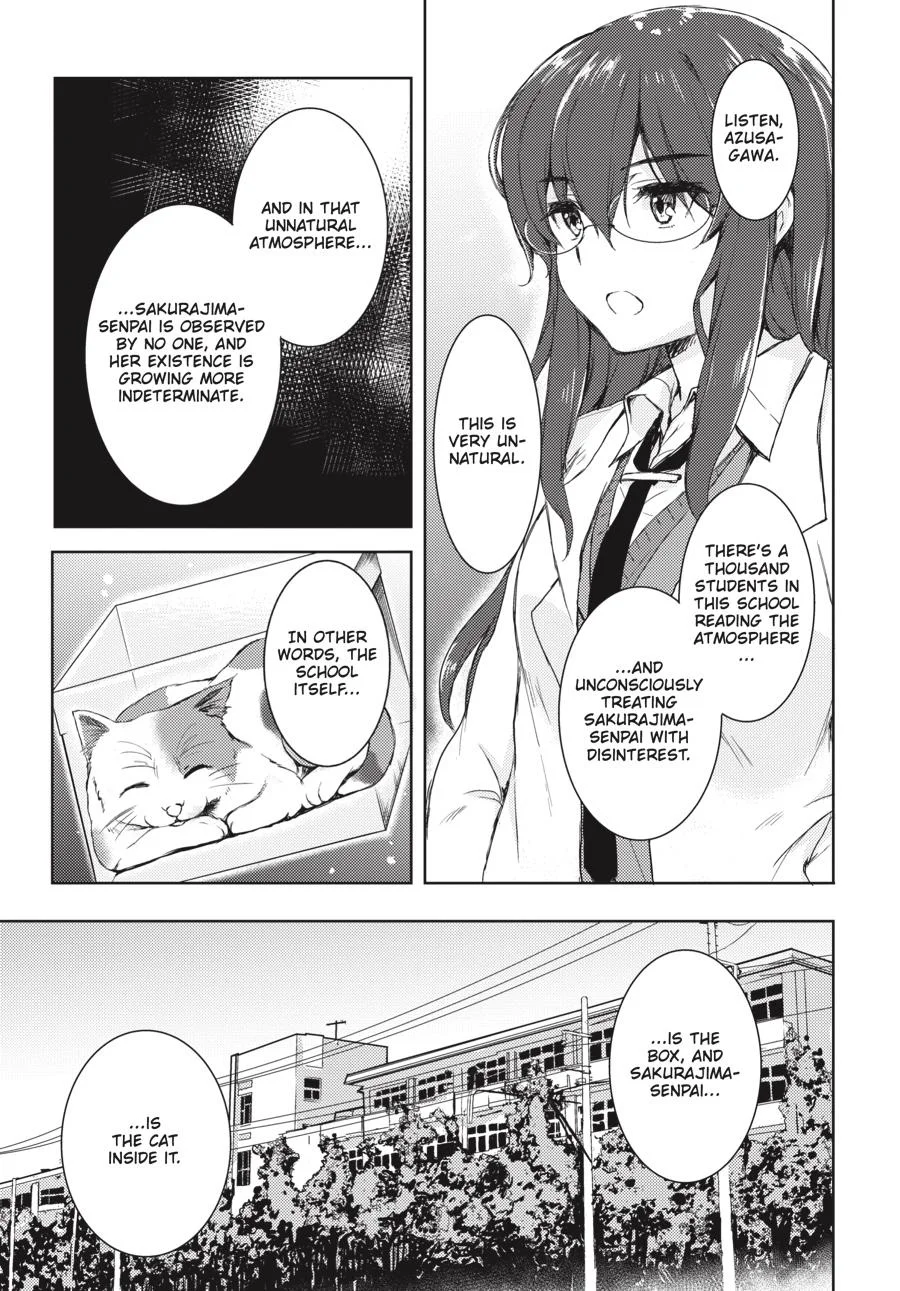 LISTEN,
AZUSA-
GAWA.
THIS IS
VERY UN-
NATURAL.
THERE'S A
THOUSAND
STUDENTS IN
THIS SCHOOL
READING THE
ATMOSPHERE
...
...AND
UNCONSCIOUSLY
TREATING
SAKURAJIMA-
SENPAI WITH
DISINTEREST.
AND IN THAT
UNNATURAL
ATMOSPHERE...
...SAKURAJIMA-
SENPAI IS OBSERVED
BY NO ONE, AND
HER EXISTENCE IS
GROWING MORE
INDETERMINATE.
IN OTHER
WORDS, THE
SCHOOL
ITSELF...
...IS THE
BOX, AND
SAKURAJIMA-
SENPAI...
...IS
THE CAT
INSIDE IT.